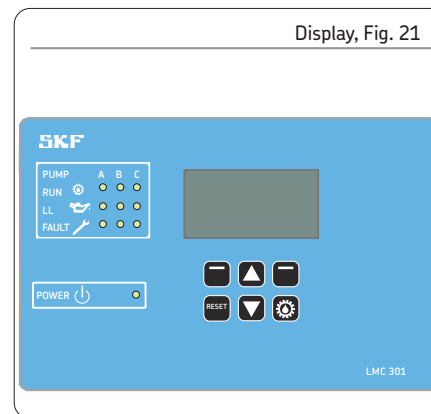 Display, Fig. 21
SKF
PUMP A B C
RUN
LL
FAULT
POWER
RESET
LMC 301